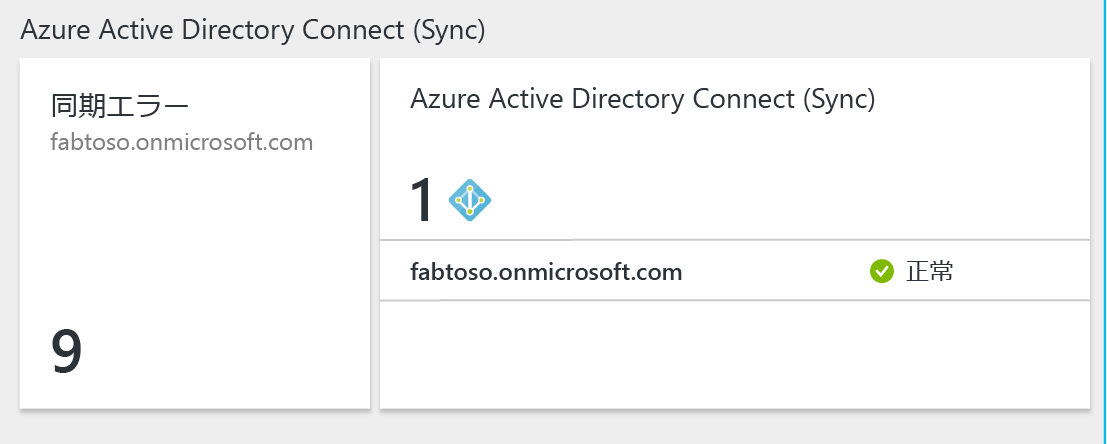 Azure Active Directory Connect (Sync)
同期エラー
fabtoso.onmicrosoft.com
9
Azure Active Directory Connect (Sync)
1
fabtoso.onmicrosoft.com 正常